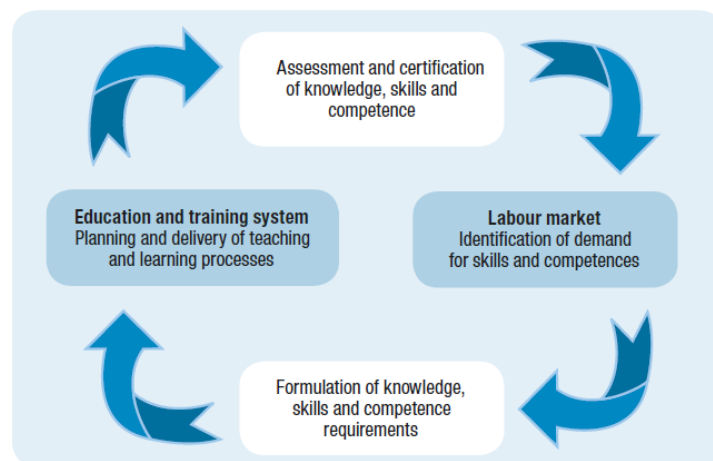 Assessment and certification
of knowledge, skills and
competence
Education and training system
Planning and delivery of teaching
and learning processes
Labour market
Identification of demand
for skills and competences
Formulation of knowledge,
skills and competence
requirements